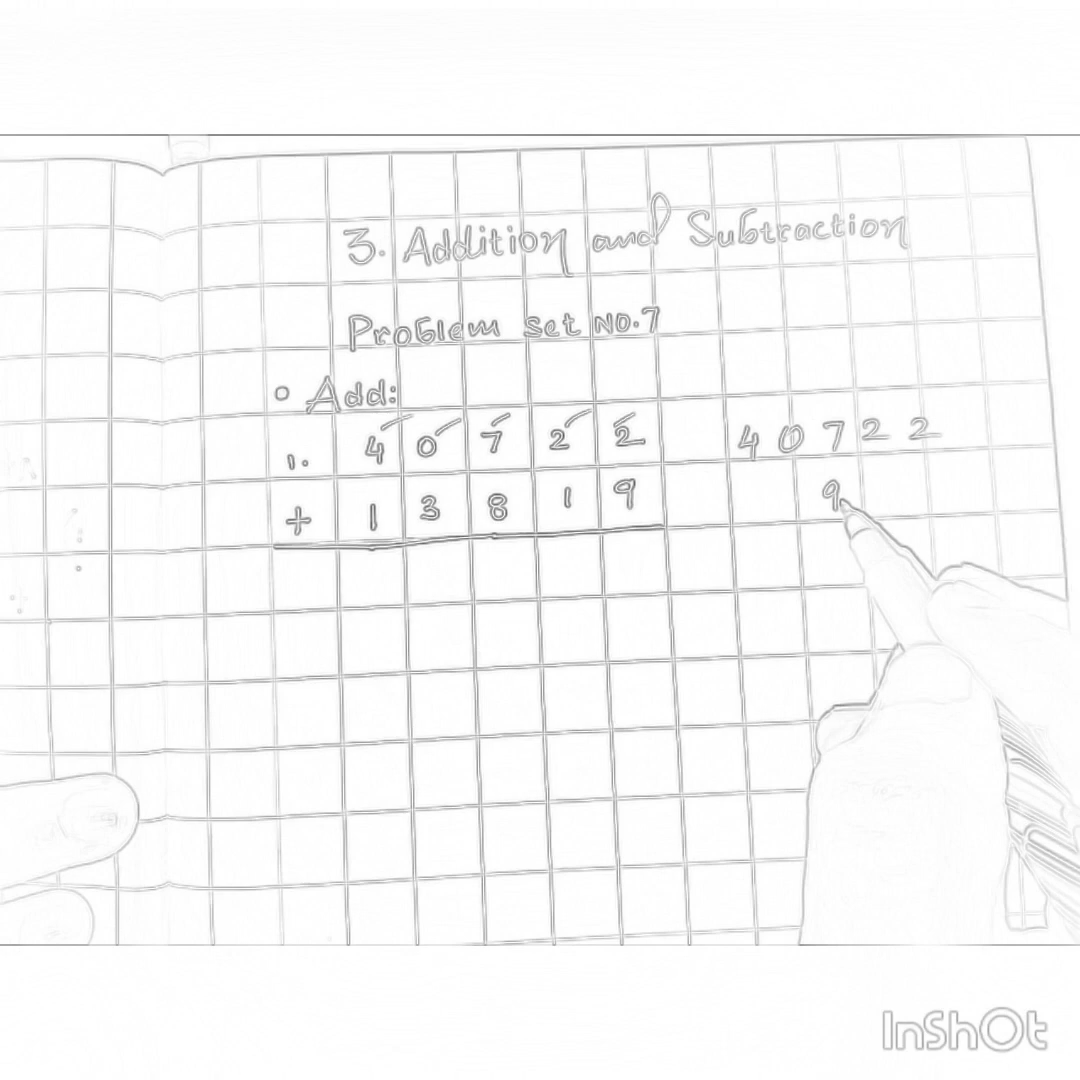 3. Addition and Subtraction
Problem set NO.7
Add:
1. 4 0 7 2 2 4 0 7 2 2
+ 1 3 8 1 9 9
InShOt